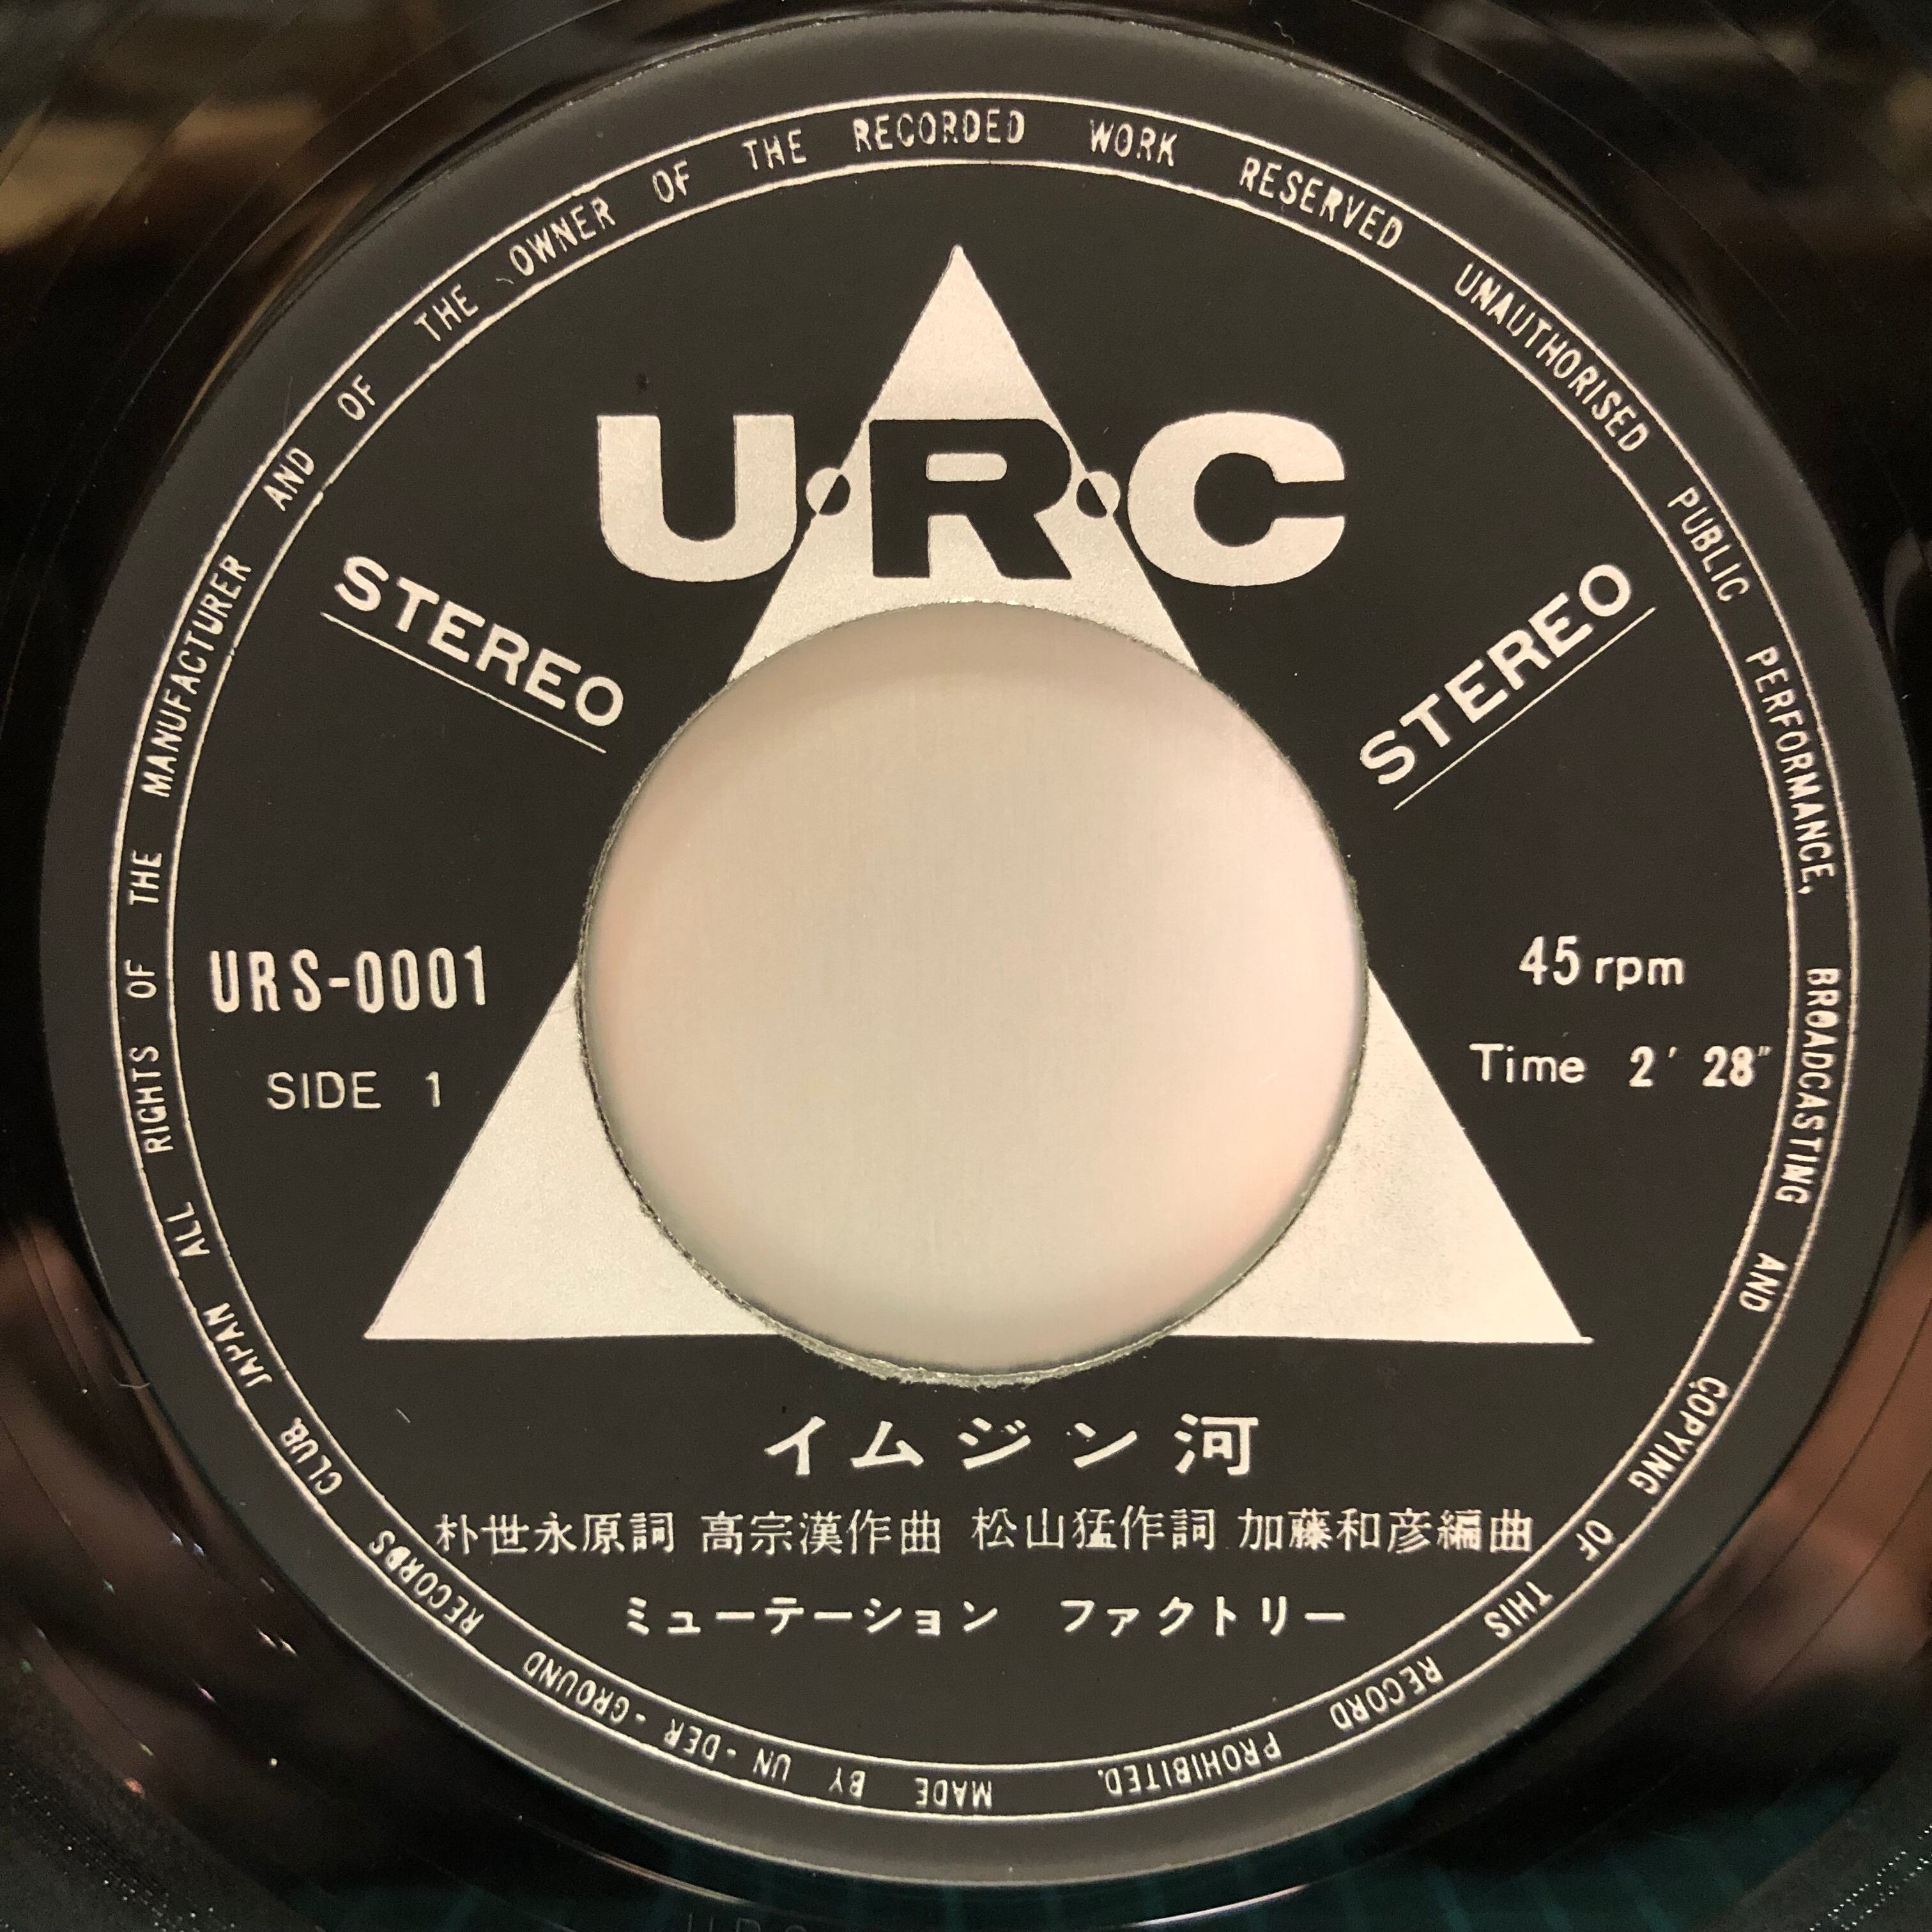 U·R·C
STEREO
STEREO
URS-0001
SIDE 1
45 rpm
Time 2′ 28″
イムジン河
朴世永原詞 高宗漢作曲 松山猛作詞 加藤和彦編曲
ミューテーション ファクトリー
MADE BY UN-DER-GROUND RECORDS CLUB. JAPAN ALL RIGHTS OF THE MANUFACTURER AND OF THE OWNER OF THE RECORDED WORK RESERVED UNAUTHORISED PUBLIC PERFORMANCE, BROADCASTING AND COPYING OF THIS RECORD PROHIBITED.